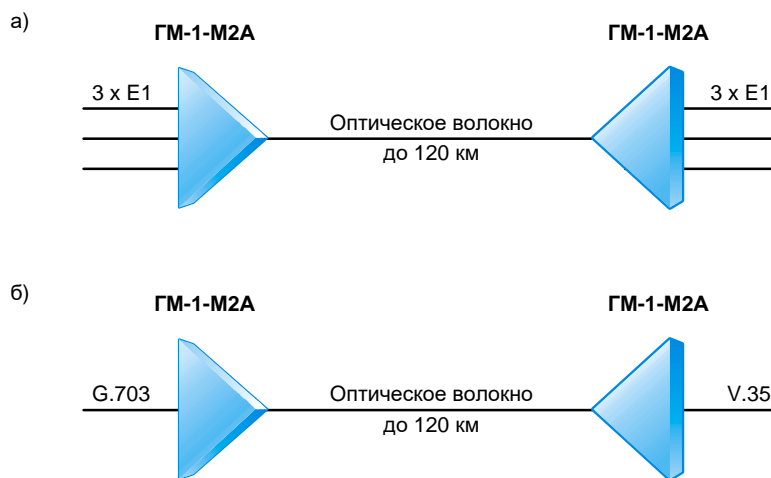 а)
ГМ-1-М2А ГМ-1-М2А
3 x E1 Оптическое волокно 3 x E1
до 120 км
б)
ГМ-1-М2А ГМ-1-М2А
G.703 Оптическое волокно V.35
до 120 км